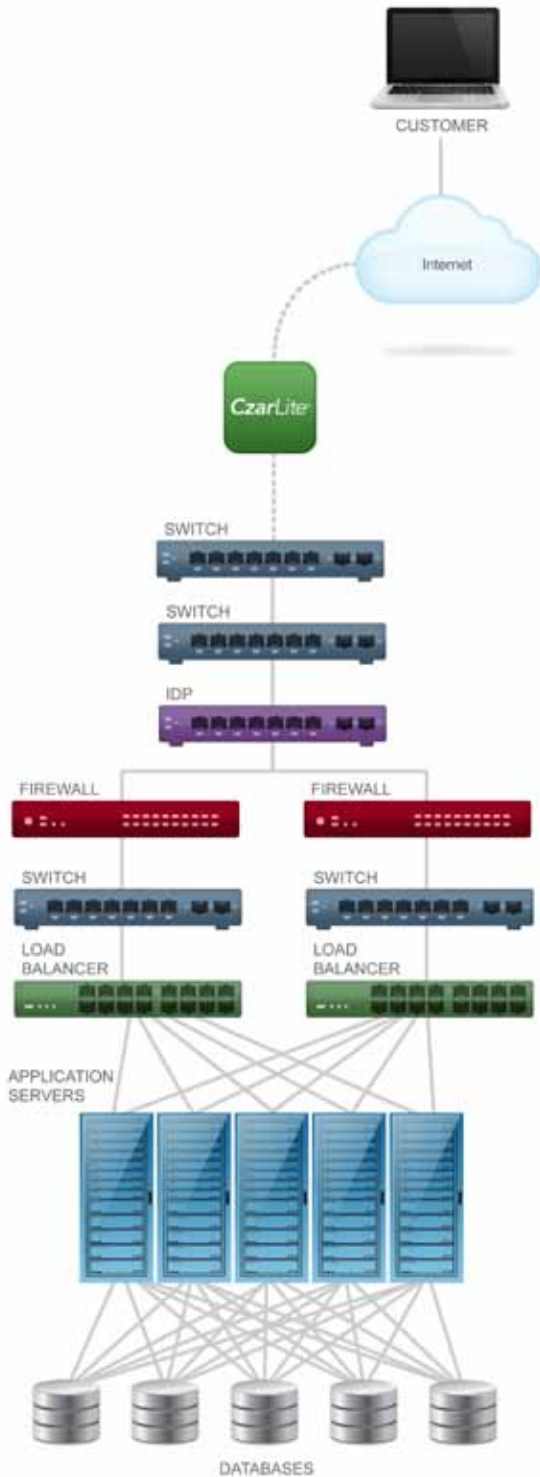 CUSTOMER
Internet
CzarLite
SWITCH
SWITCH
IDP
FIREWALL
FIREWALL
SWITCH
SWITCH
LOAD
BALANCER
LOAD
BALANCER
APPLICATION
SERVERS
DATABASES